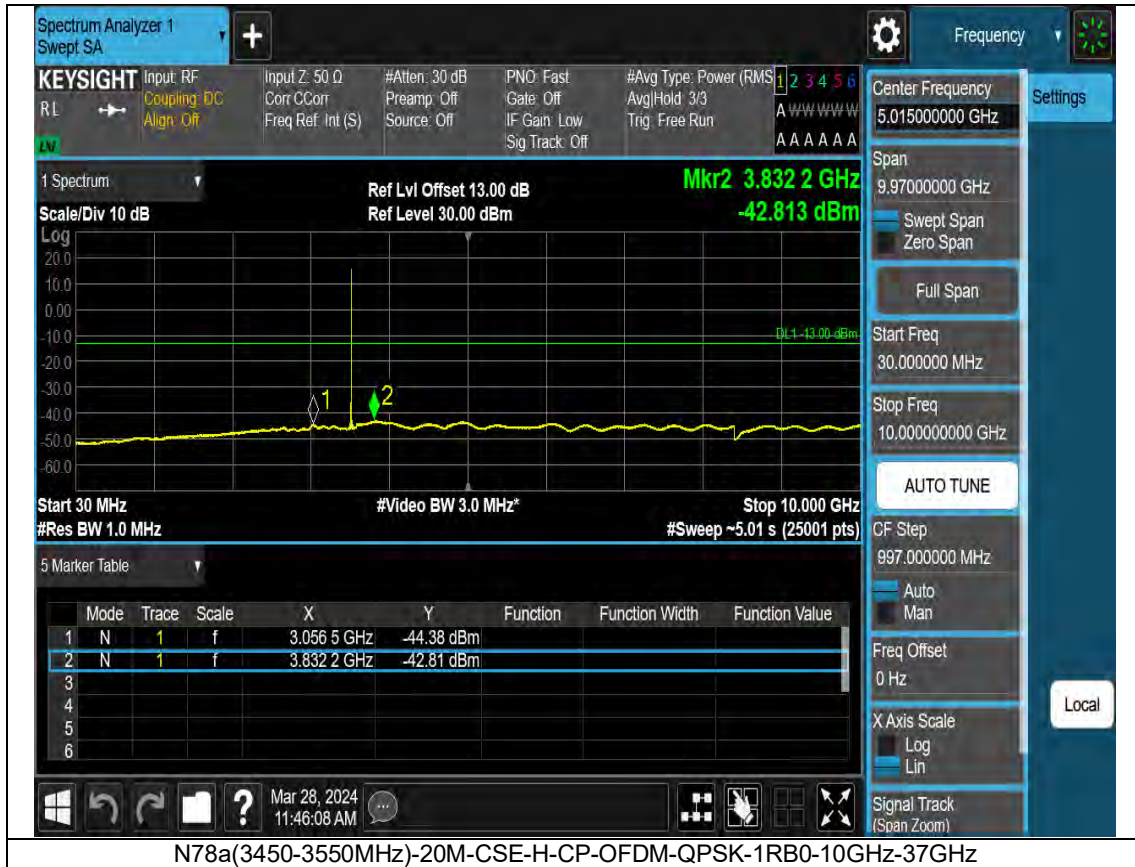 Spectrum Analyzer 1
Swept SA
+
Frequency
KEYSIGHT
RL
Input: RF
Coupling: DC
Align: Off
Input Z: 50 Ω
Corr CCorr
Freq Ref: Int (S)
#Atten: 30 dB
Preamp: Off
Source: Off
PNO: Fast
Gate: Off
IF Gain: Low
Sig Track: Off
#Avg Type: Power (RMS
Avg|Hold: 3/3
Trig: Free Run
1 2 3 4 5 6
A W W W W W
A A A A A A
Settings
Center Frequency
5.015000000 GHz
Span
9.97000000 GHz
Swept Span
Zero Span
Full Span
Start Freq
30.000000 MHz
Stop Freq
10.000000000 GHz
AUTO TUNE
CF Step
997.000000 MHz
Auto
Man
Freq Offset
0 Hz
X Axis Scale
Log
Lin
Signal Track
(Span Zoom)
Local
1 Spectrum
Scale/Div 10 dB
Ref Lvl Offset 13.00 dB
Ref Level 30.00 dBm
Mkr2 3.832 2 GHz
-42.813 dBm
Log
20.0
10.0
0.00
-10.0
-20.0
-30.0
-40.0
-50.0
-60.0
DL1 -13.00 dBm
1
2
Start 30 MHz
#Res BW 1.0 MHz
#Video BW 3.0 MHz*
Stop 10.000 GHz
#Sweep ~5.01 s (25001 pts)
5 Marker Table
Mode Trace Scale X Y Function Function Width Function Value
1 N 1 f 3.056 5 GHz -44.38 dBm
2 N 1 f 3.832 2 GHz -42.81 dBm
3
4
5
6
?
Mar 28, 2024
11:46:08 AM
N78a(3450-3550MHz)-20M-CSE-H-CP-OFDM-QPSK-1RB0-10GHz-37GHz